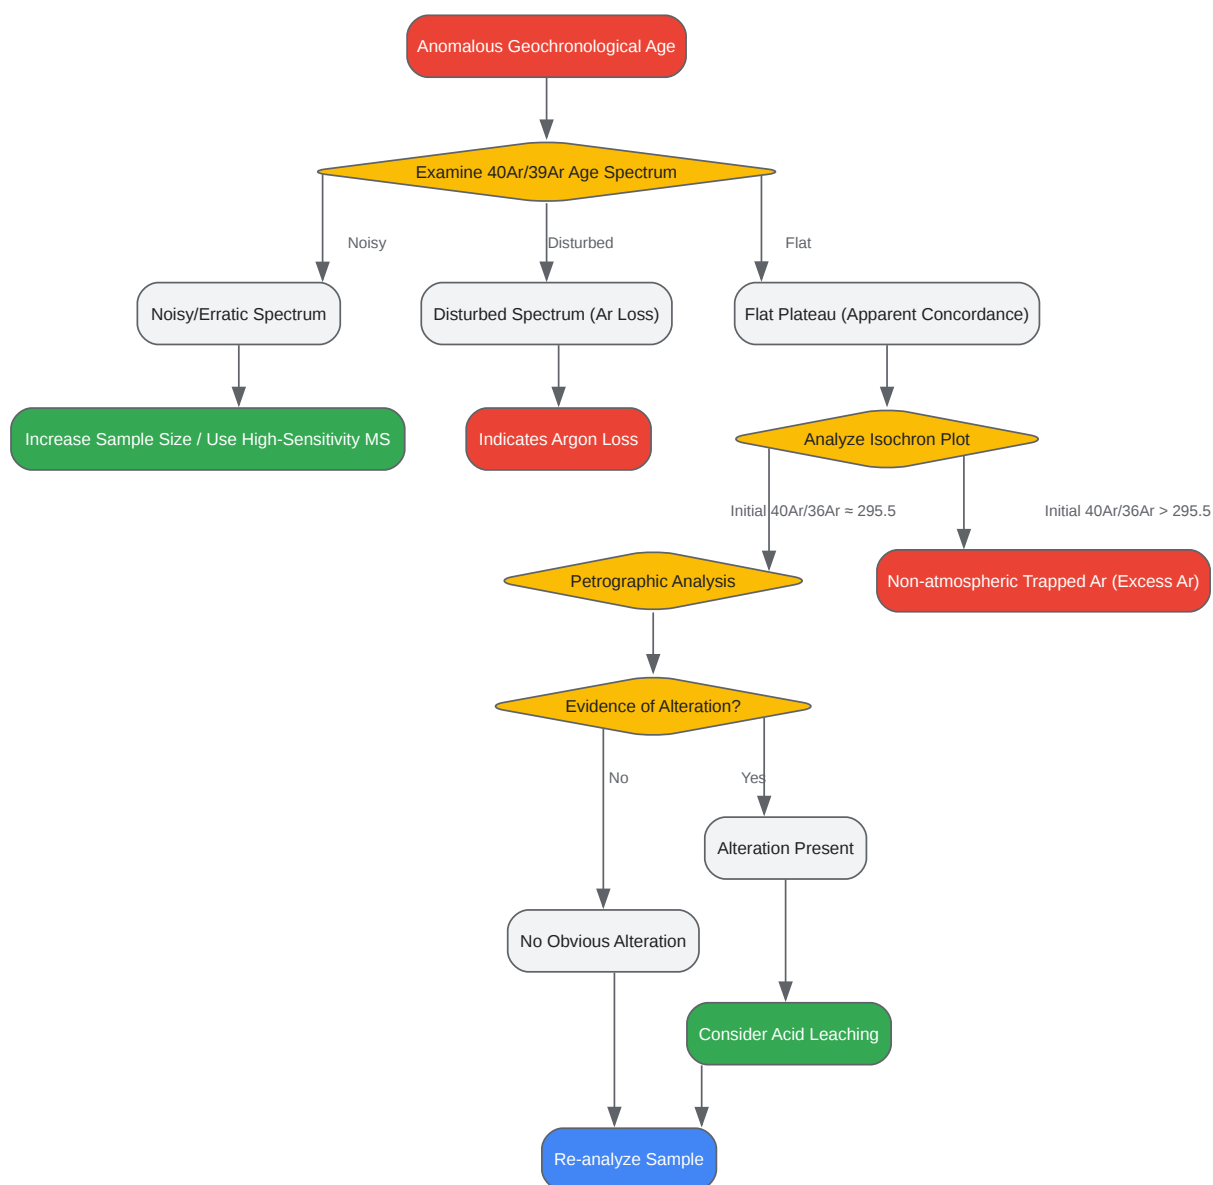 Anomalous Geochronological Age
Examine 40Ar/39Ar Age Spectrum
Noisy
Disturbed
Flat
Noisy/Erratic Spectrum
Disturbed Spectrum (Ar Loss)
Flat Plateau (Apparent Concordance)
Increase Sample Size / Use High-Sensitivity MS
Indicates Argon Loss
Analyze Isochron Plot
Initial 40Ar/36Ar ≈ 295.5
Initial 40Ar/36Ar > 295.5
Petrographic Analysis
Non-atmospheric Trapped Ar (Excess Ar)
Evidence of Alteration?
No
Yes
Alteration Present
No Obvious Alteration
Consider Acid Leaching
Re-analyze Sample